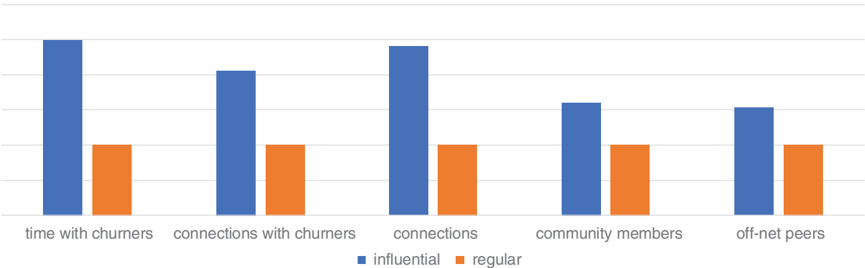 time with churners connections with churners connections community members off-net peers
influential regular